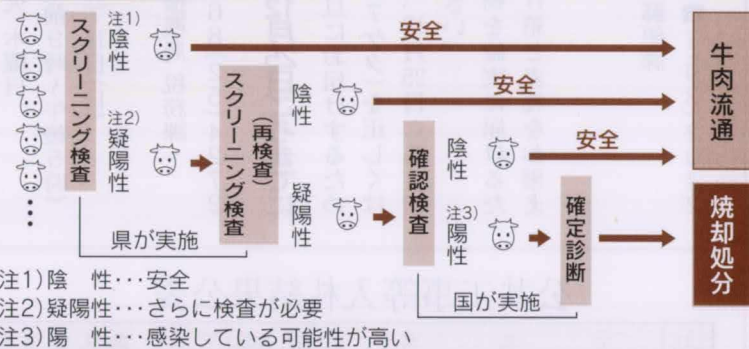 スクリーニング検査
注1)
陰性
注2)
疑陽性
スクリーニング検査
(再検査)
陰性
疑陽性
確認検査
陰性
注3)
陽性
確定診断
安全
安全
安全
牛肉流通
焼却処分
県が実施
国が実施
注1)陰 性･･･安全
注2)疑陽性･･･さらに検査が必要
注3)陽 性･･･感染している可能性が高い